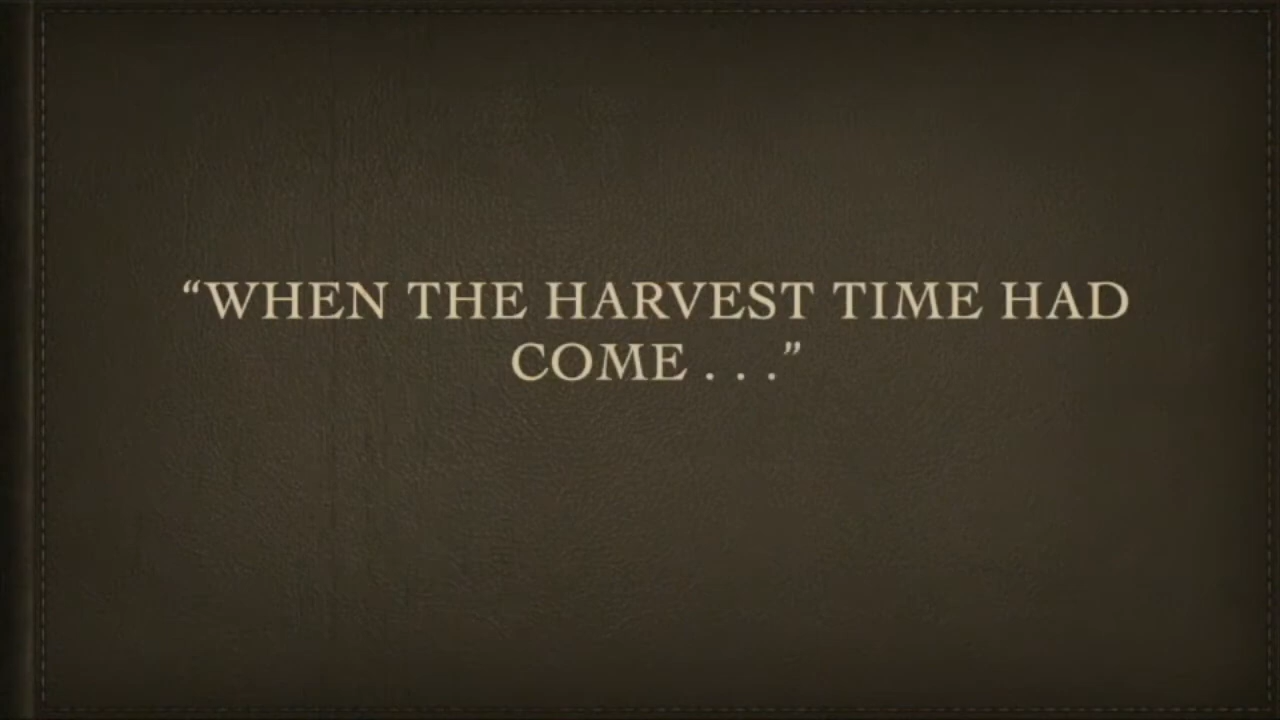 “WHEN THE HARVEST TIME HAD
COME . . .”